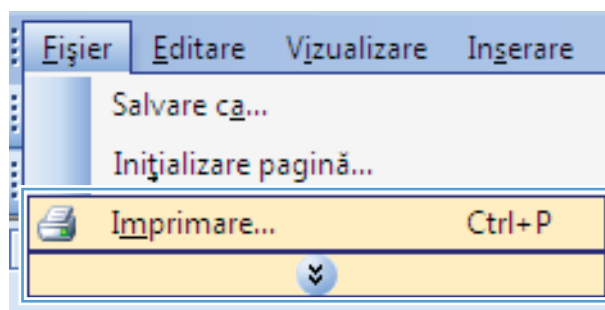 Fişier Editare Vizualizare Inserare
Salvare ca...
Iniţializare pagină...
Imprimare... Ctrl+P